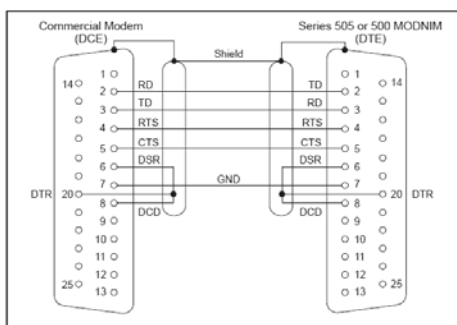 Commercial Modem
(DCE)
Series 505 or 500 MODNIM
(DTE)
Shield
1
14
2 RD TD 2
3 TD RD 3
4 RTS RTS 4
5 CTS CTS 5
6 DSR DSR 6
7 GND 7
DTR 20
8 DCD DCD 8
9
10
11
12
25
13
1
14
20 DTR
9
10
11
12
25
13